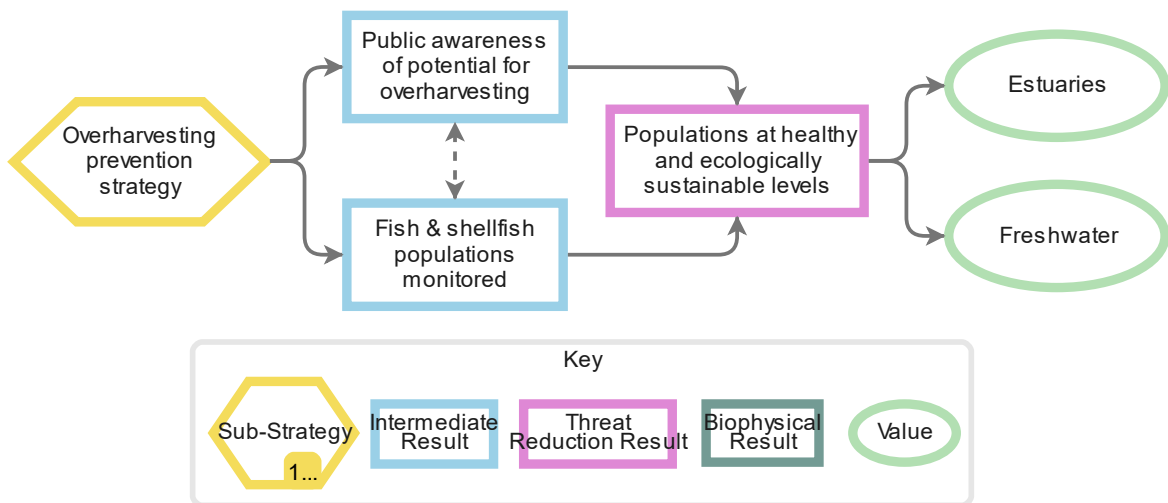 Overharvesting
prevention
strategy
Public awareness
of potential for
overharvesting
Fish & shellfish
populations
monitored
Populations at healthy
and ecologically
sustainable levels
Estuaries
Freshwater
Key
Sub-Strategy
1...
Intermediate
Result
Threat
Reduction Result
Biophysical
Result
Value